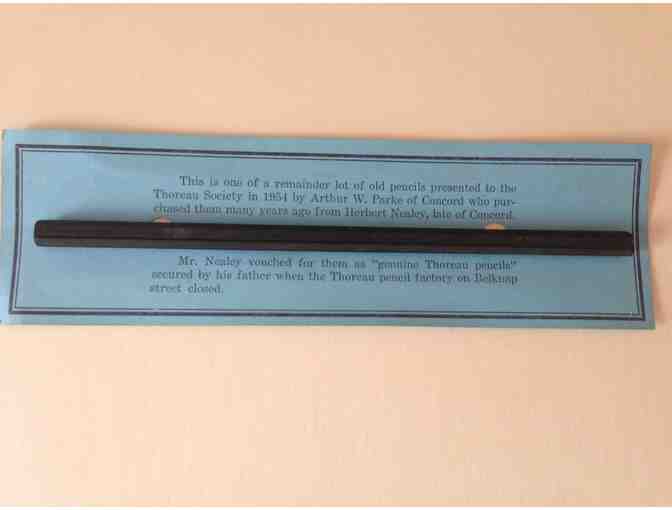 This is one of a remainder lot of old pencils presented to the
Thoreau Society in 1954 by Arthur W. Parke of Concord who pur-
chased them many years ago from Herbert Nealey, late of Concord.
Mr. Nealey vouched for them as "genuine Thoreau pencils"
secured by his father when the Thoreau pencil factory on Belknap
street closed.